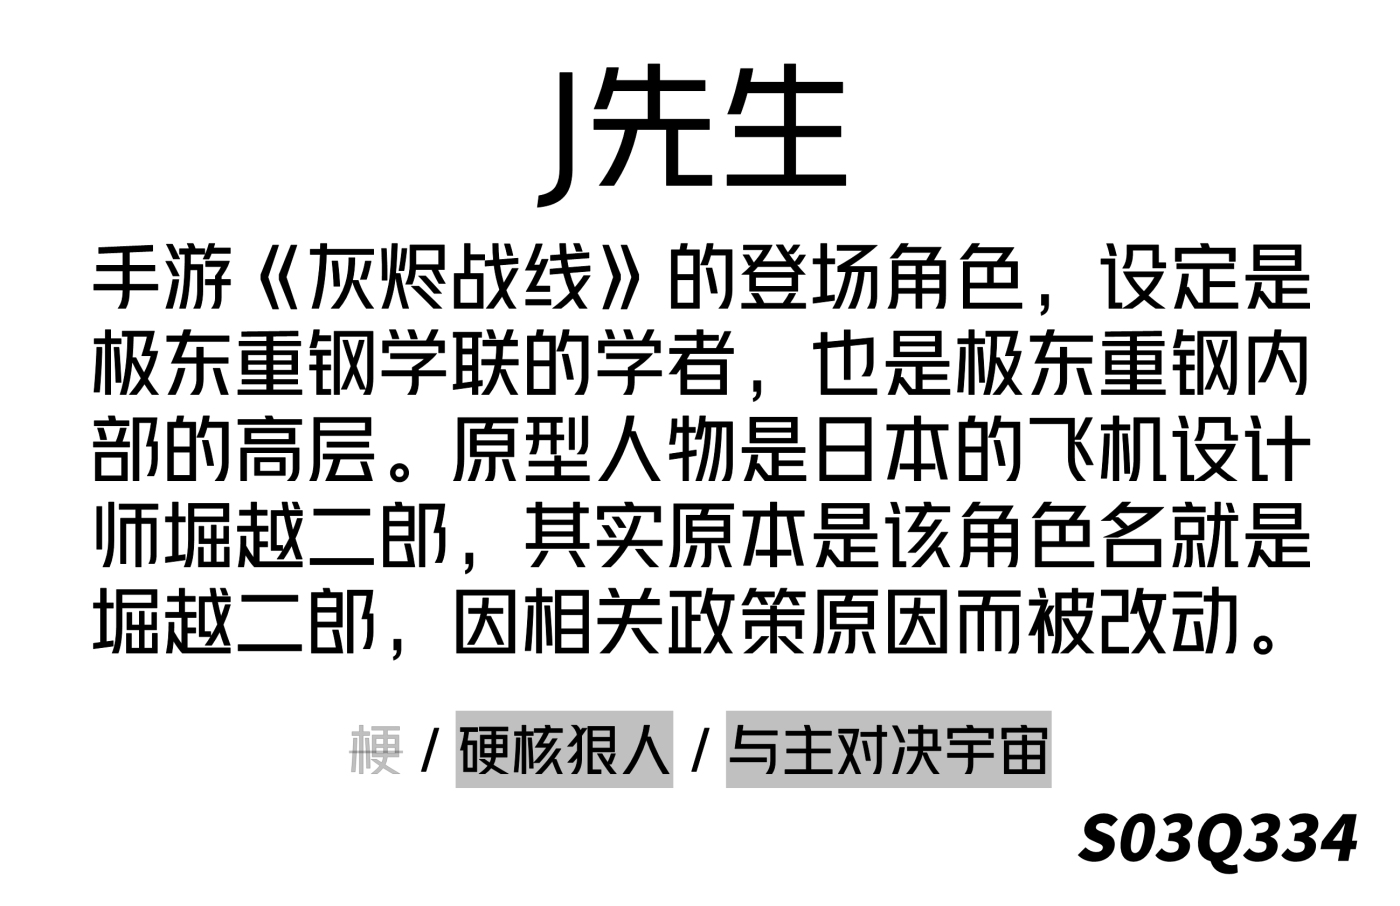 J先生
手游《灰烬战线》的登场角色，设定是
极东重钢学联的学者，也是极东重钢内
部的高层。原型人物是日本的飞机设计
师堀越二郎，其实原本是该角色名就是
堀越二郎，因相关政策原因而被改动。
梗 / 硬核狠人 / 与主对决宇宙
S03Q334